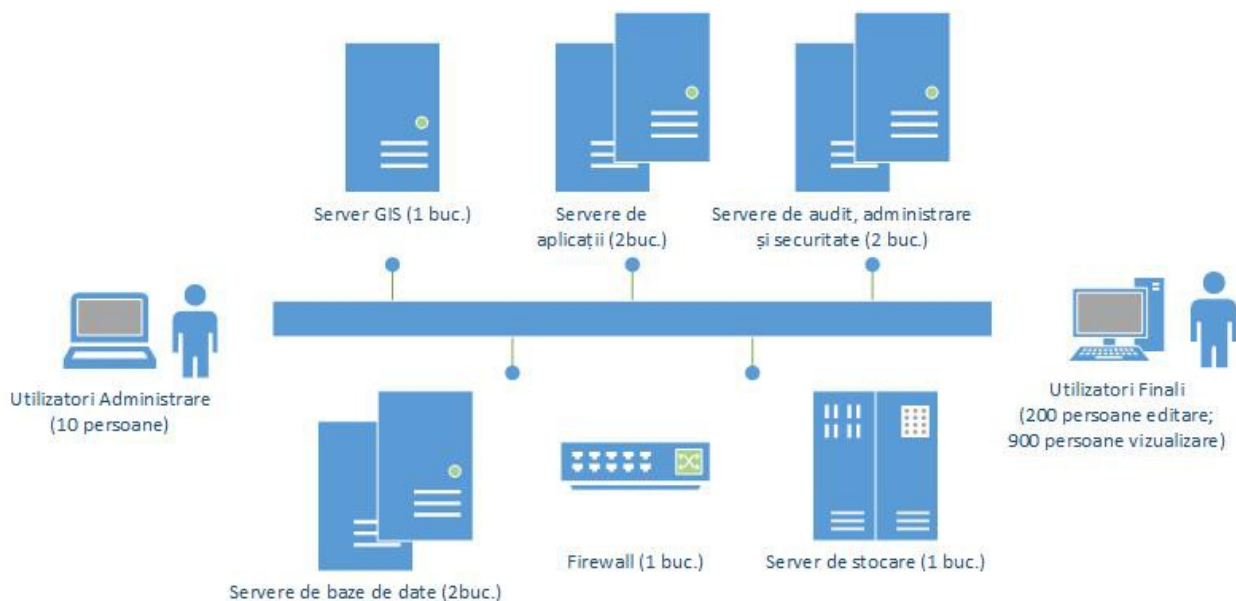 Server GIS (1 buc.)
Servere de
aplicații (2buc.)
Servere de audit, administrare
și securitate (2 buc.)
Utilizatori Administrare
(10 persoane)
Utilizatori Finali
(200 persoane editare;
900 persoane vizualizare)
Servere de baze de date (2buc.)
Firewall (1 buc.)
Server de stocare (1 buc.)